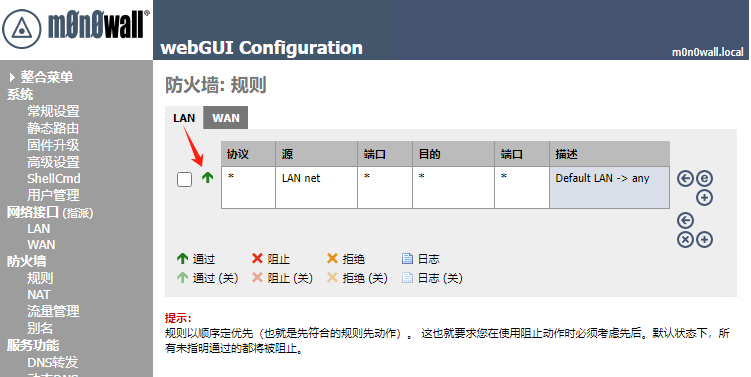 m0n0wall®
webGUI Configuration
m0n0wall.local
整合菜单
系统
常规设置
静态路由
固件升级
高级设置
ShellCmd
用户管理
网络接口 (指派)
LAN
WAN
防火墙
规则
NAT
流量管理
别名
服务功能
DNS转发
防火墙: 规则
LAN WAN
协议 源 端口 目的 端口 描述
* LAN net * * * Default LAN -> any
通过 阻止 拒绝 日志
通过 (关) 阻止 (关) 拒绝 (关) 日志 (关)
提示:
规则以顺序定优先（也就是先符合的规则先动作）。 这也就要求您在使用阻止动作时必须考虑先后。默认状态下，所
有未指明通过的都将被阻止。